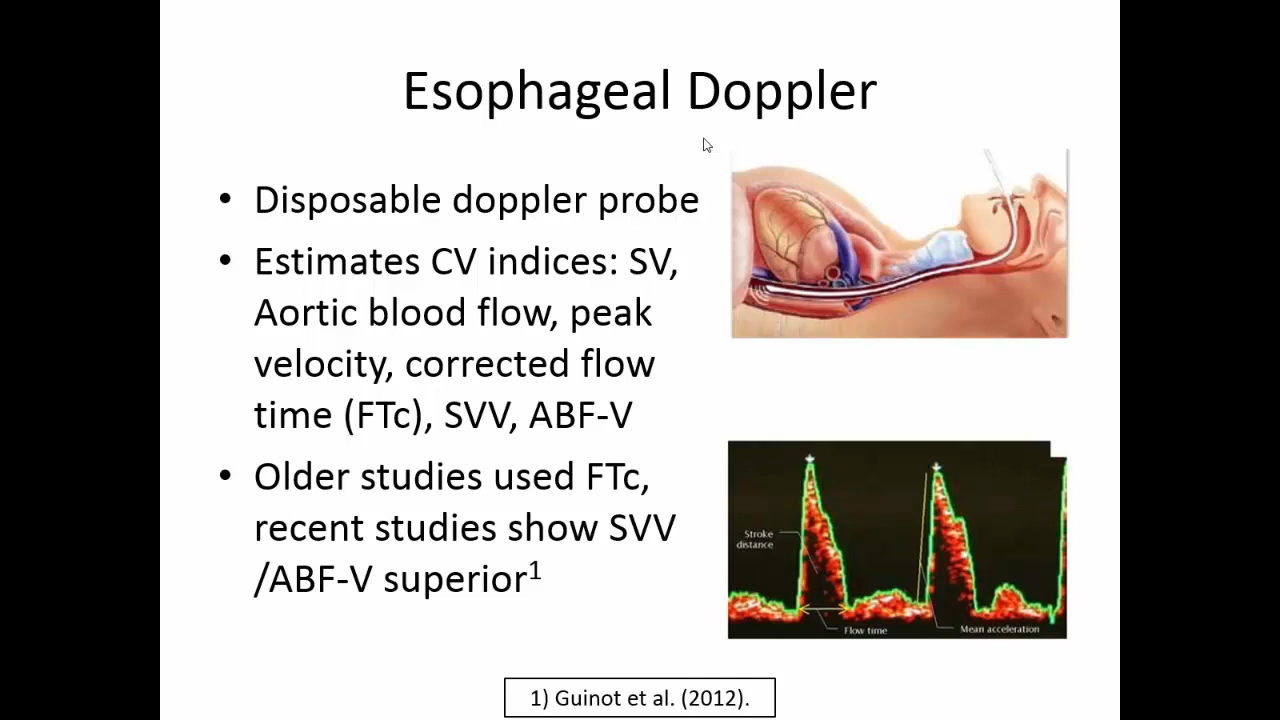 Esophageal Doppler
• Disposable doppler probe
• Estimates CV indices: SV,
Aortic blood flow, peak
velocity, corrected flow
time (FTc), SVV, ABF-V
• Older studies used FTc,
recent studies show SVV
/ABF-V superior¹
Stroke
distance
Flow time
Mean acceleration
1) Guinot et al. (2012).